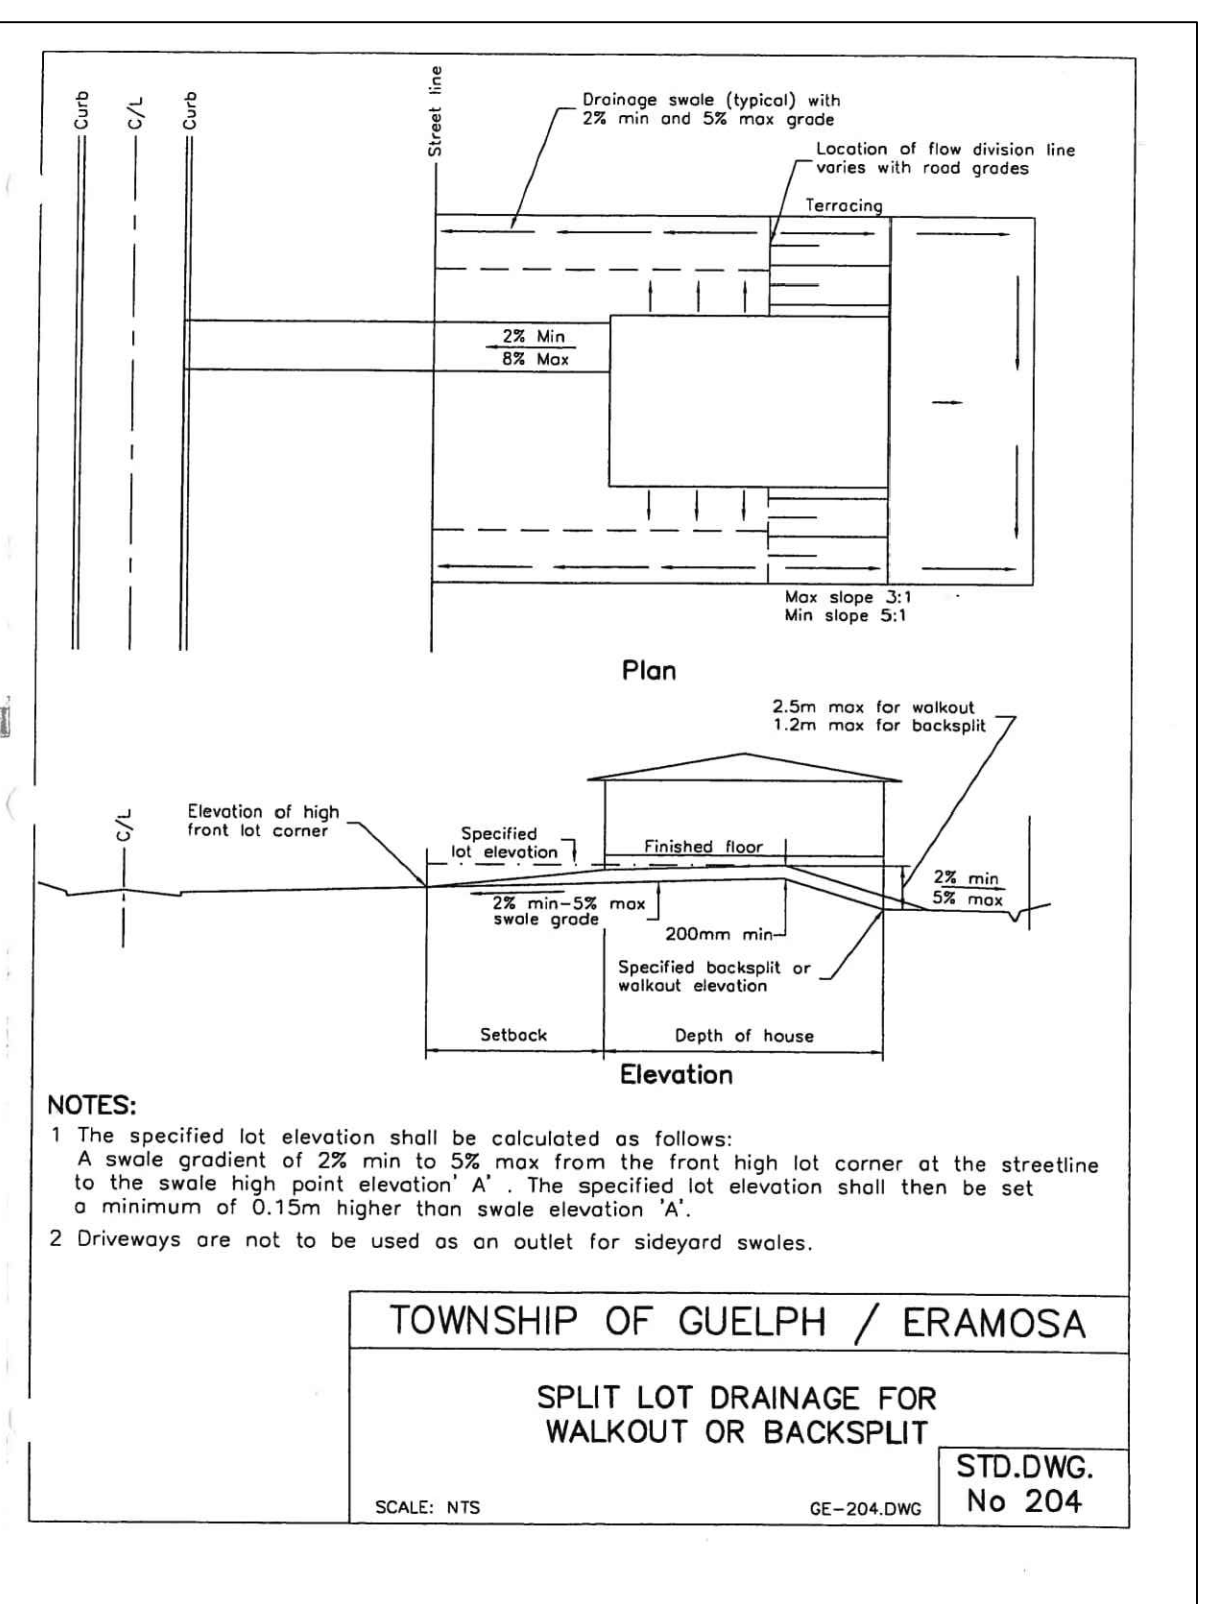 Curb
C/L
Curb
Street line
Drainage swale (typical) with
2% min and 5% max grade
Location of flow division line
varies with road grades
Terracing
2% Min
8% Max
Max slope 3:1
Min slope 5:1
Plan
2.5m max for walkout
1.2m max for backsplit
Elevation of high
front lot corner
C/L
Specified
lot elevation
Finished floor
2% min
5% max
2% min-5% max
swale grade
200mm min
Specified backsplit or
walkout elevation
Setback
Depth of house
Elevation
NOTES:
1 The specified lot elevation shall be calculated as follows:
A swale gradient of 2% min to 5% max from the front high lot corner at the streetline
to the swale high point elevation' A' . The specified lot elevation shall then be set
a minimum of 0.15m higher than swale elevation 'A'.
2 Driveways are not to be used as an outlet for sideyard swales.
TOWNSHIP OF GUELPH / ERAMOSA
SPLIT LOT DRAINAGE FOR
WALKOUT OR BACKSPLIT
STD.DWG.
No 204
SCALE: NTS
GE-204.DWG